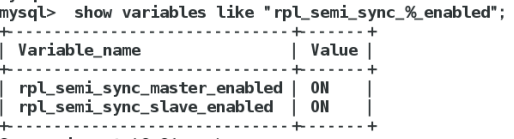 mysql>  show variables like "rpl_semi_sync_%_enabled";
+------------------------------+-------+
| Variable_name                | Value |
+------------------------------+-------+
| rpl_semi_sync_master_enabled | ON    |
| rpl_semi_sync_slave_enabled  | ON    |
+------------------------------+-------+